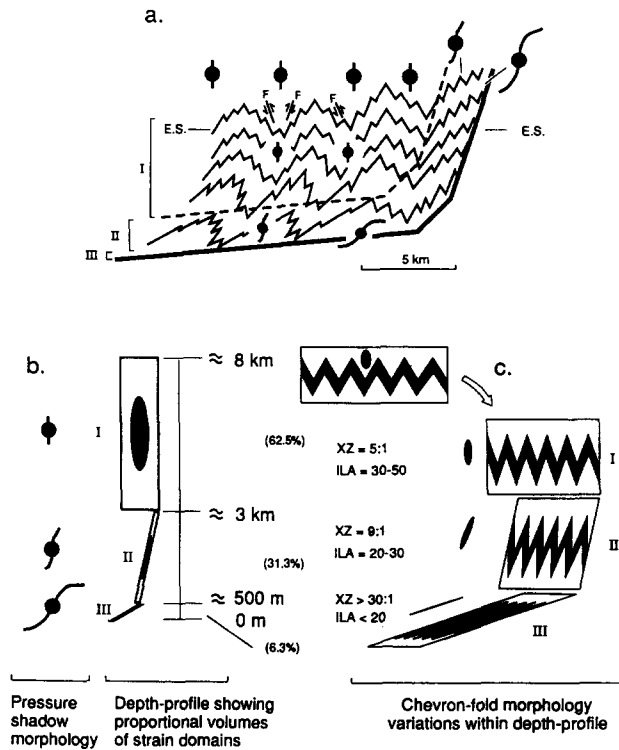 a.
F
F
F
E.S.
E.S.
I
II
III
5 km
b.
I
II
III
≈ 8 km
(62.5%)
≈ 3 km
(31.3%)
≈ 500 m
0 m
(6.3%)
c.
XZ = 5:1
ILA = 30-50
I
XZ = 9:1
ILA = 20-30
II
XZ > 30:1
ILA < 20
III
Pressure
shadow
morphology
Depth-profile showing
proportional volumes
of strain domains
Chevron-fold morphology
variations within depth-profile